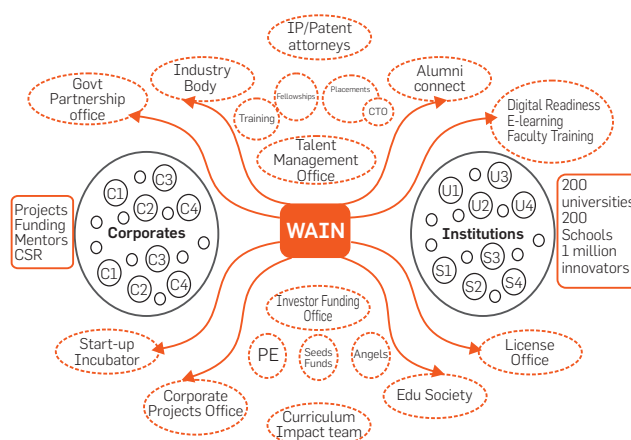 IP/Patent
attorneys
Industry
Body
Alumni
connect
Govt
Partnership
office
Fellowships
Placements
Training
CTO
Digital Readiness
E-learning
Faculty Training
Talent
Management
Office
C1
C3
C2
C4
Corporates
C3
C1
C2
C4
Projects
Funding
Mentors
CSR
WAIN
U1
U3
U2
U4
Institutions
S3
S1
S2
S4
200
universities
200
Schools
1 million
innovators
Investor Funding
Office
PE
Seeds
Funds
Angels
Start-up
Incubator
License
Office
Corporate
Projects Office
Edu Society
Curriculum
Impact team